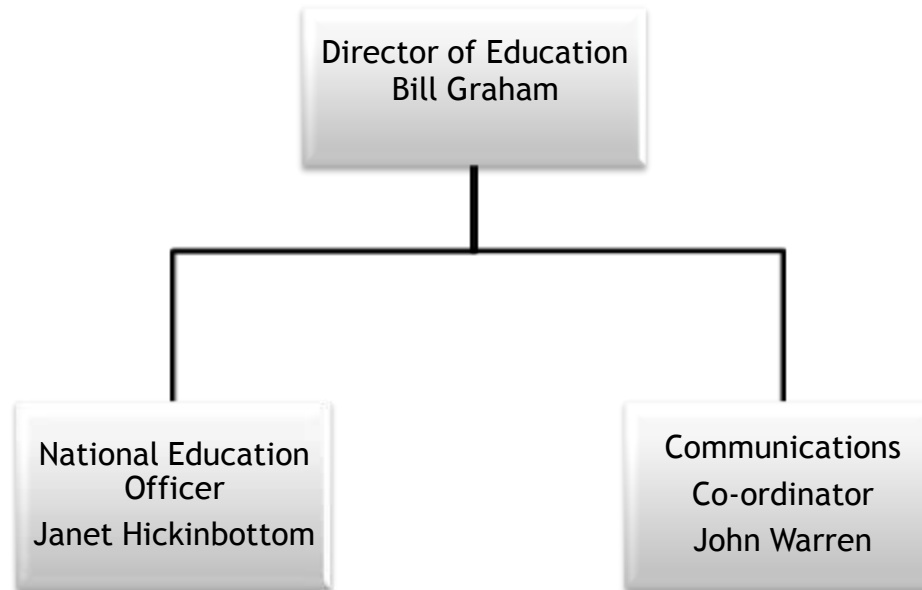 Director of Education
Bill Graham
National Education
Officer
Janet Hickinbottom
Communications
Co-ordinator
John Warren